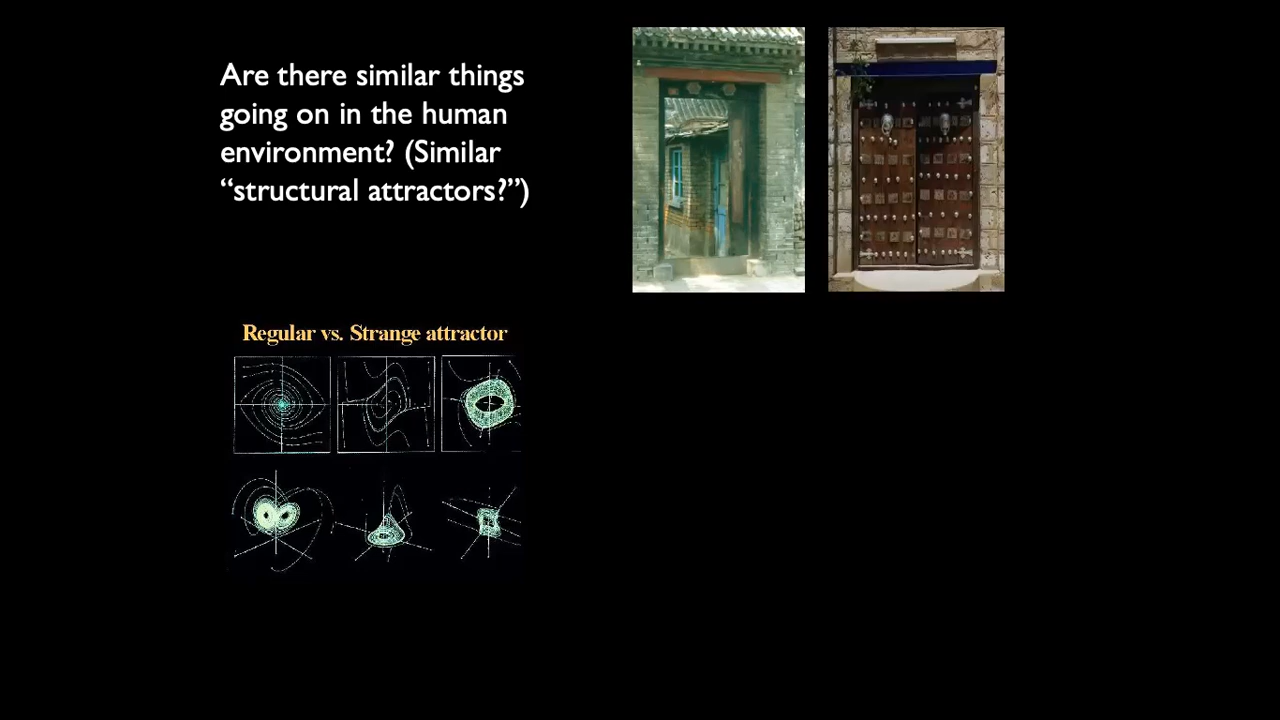 Are there similar things
going on in the human
environment? (Similar
“structural attractors?”)
Regular vs. Strange attractor